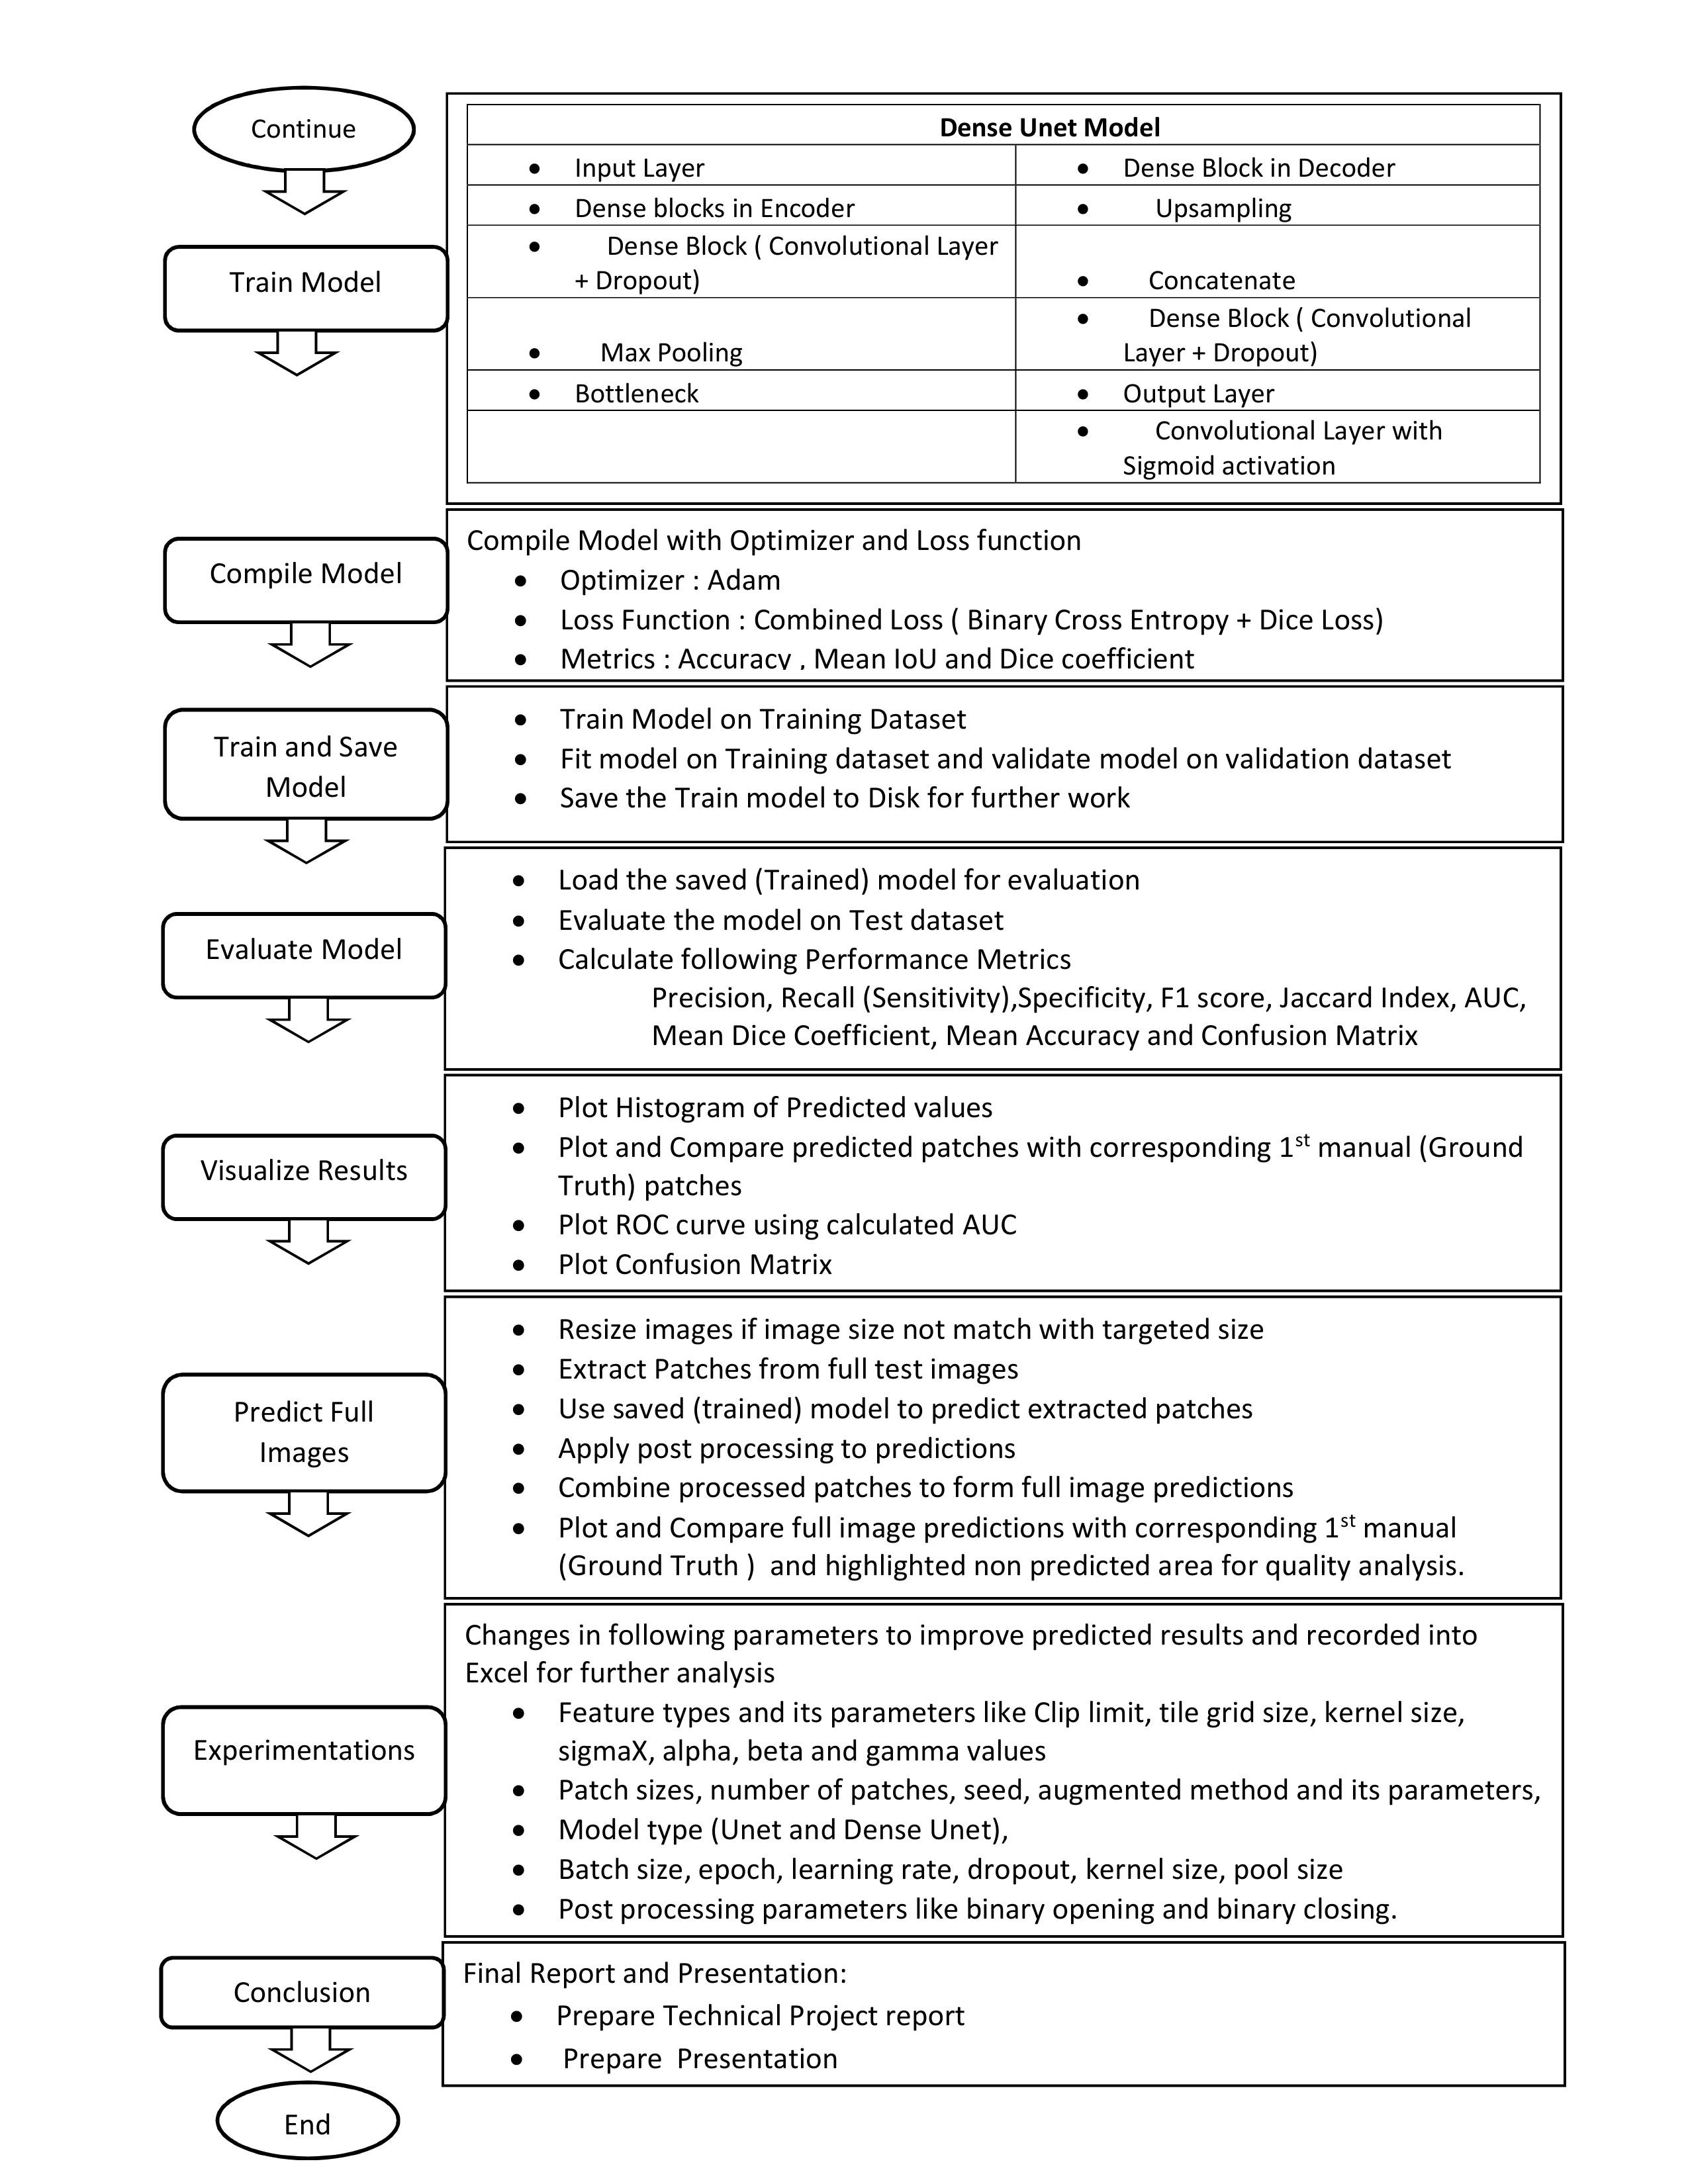 Continue
Dense Unet Model
• Input Layer
• Dense Block in Decoder
• Dense blocks in Encoder
• Upsampling
• Dense Block ( Convolutional Layer
+ Dropout)
• Concatenate
Train Model
• Max Pooling
• Dense Block ( Convolutional
Layer + Dropout)
• Bottleneck
• Output Layer
• Convolutional Layer with
Sigmoid activation
Compile Model
Compile Model with Optimizer and Loss function
• Optimizer : Adam
• Loss Function : Combined Loss ( Binary Cross Entropy + Dice Loss)
• Metrics : Accuracy , Mean IoU and Dice coefficient
Train and Save
Model
• Train Model on Training Dataset
• Fit model on Training dataset and validate model on validation dataset
• Save the Train model to Disk for further work
Evaluate Model
• Load the saved (Trained) model for evaluation
• Evaluate the model on Test dataset
• Calculate following Performance Metrics
Precision, Recall (Sensitivity),Specificity, F1 score, Jaccard Index, AUC,
Mean Dice Coefficient, Mean Accuracy and Confusion Matrix
Visualize Results
• Plot Histogram of Predicted values
• Plot and Compare predicted patches with corresponding 1st manual (Ground
Truth) patches
• Plot ROC curve using calculated AUC
• Plot Confusion Matrix
Predict Full
Images
• Resize images if image size not match with targeted size
• Extract Patches from full test images
• Use saved (trained) model to predict extracted patches
• Apply post processing to predictions
• Combine processed patches to form full image predictions
• Plot and Compare full image predictions with corresponding 1st manual
(Ground Truth ) and highlighted non predicted area for quality analysis.
Experimentations
Changes in following parameters to improve predicted results and recorded into
Excel for further analysis
• Feature types and its parameters like Clip limit, tile grid size, kernel size,
sigmaX, alpha, beta and gamma values
• Patch sizes, number of patches, seed, augmented method and its parameters,
• Model type (Unet and Dense Unet),
• Batch size, epoch, learning rate, dropout, kernel size, pool size
• Post processing parameters like binary opening and binary closing.
Conclusion
Final Report and Presentation:
• Prepare Technical Project report
• Prepare Presentation
End